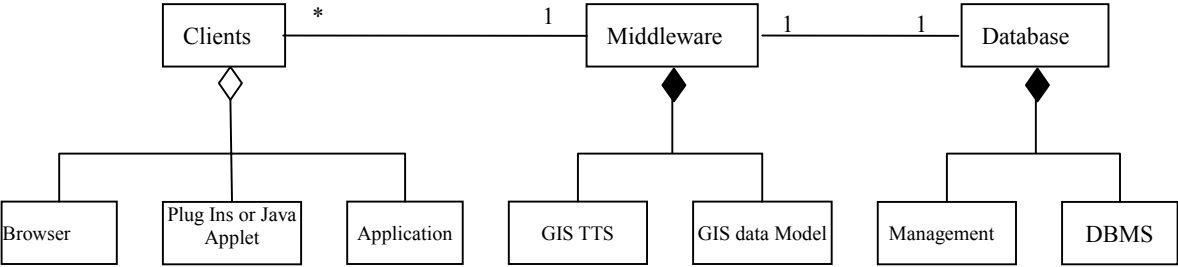 * 1
Clients Middleware 1 1 Database
Browser
Plug Ins or Java
Applet
Application
GIS TTS
GIS data Model
Management
DBMS